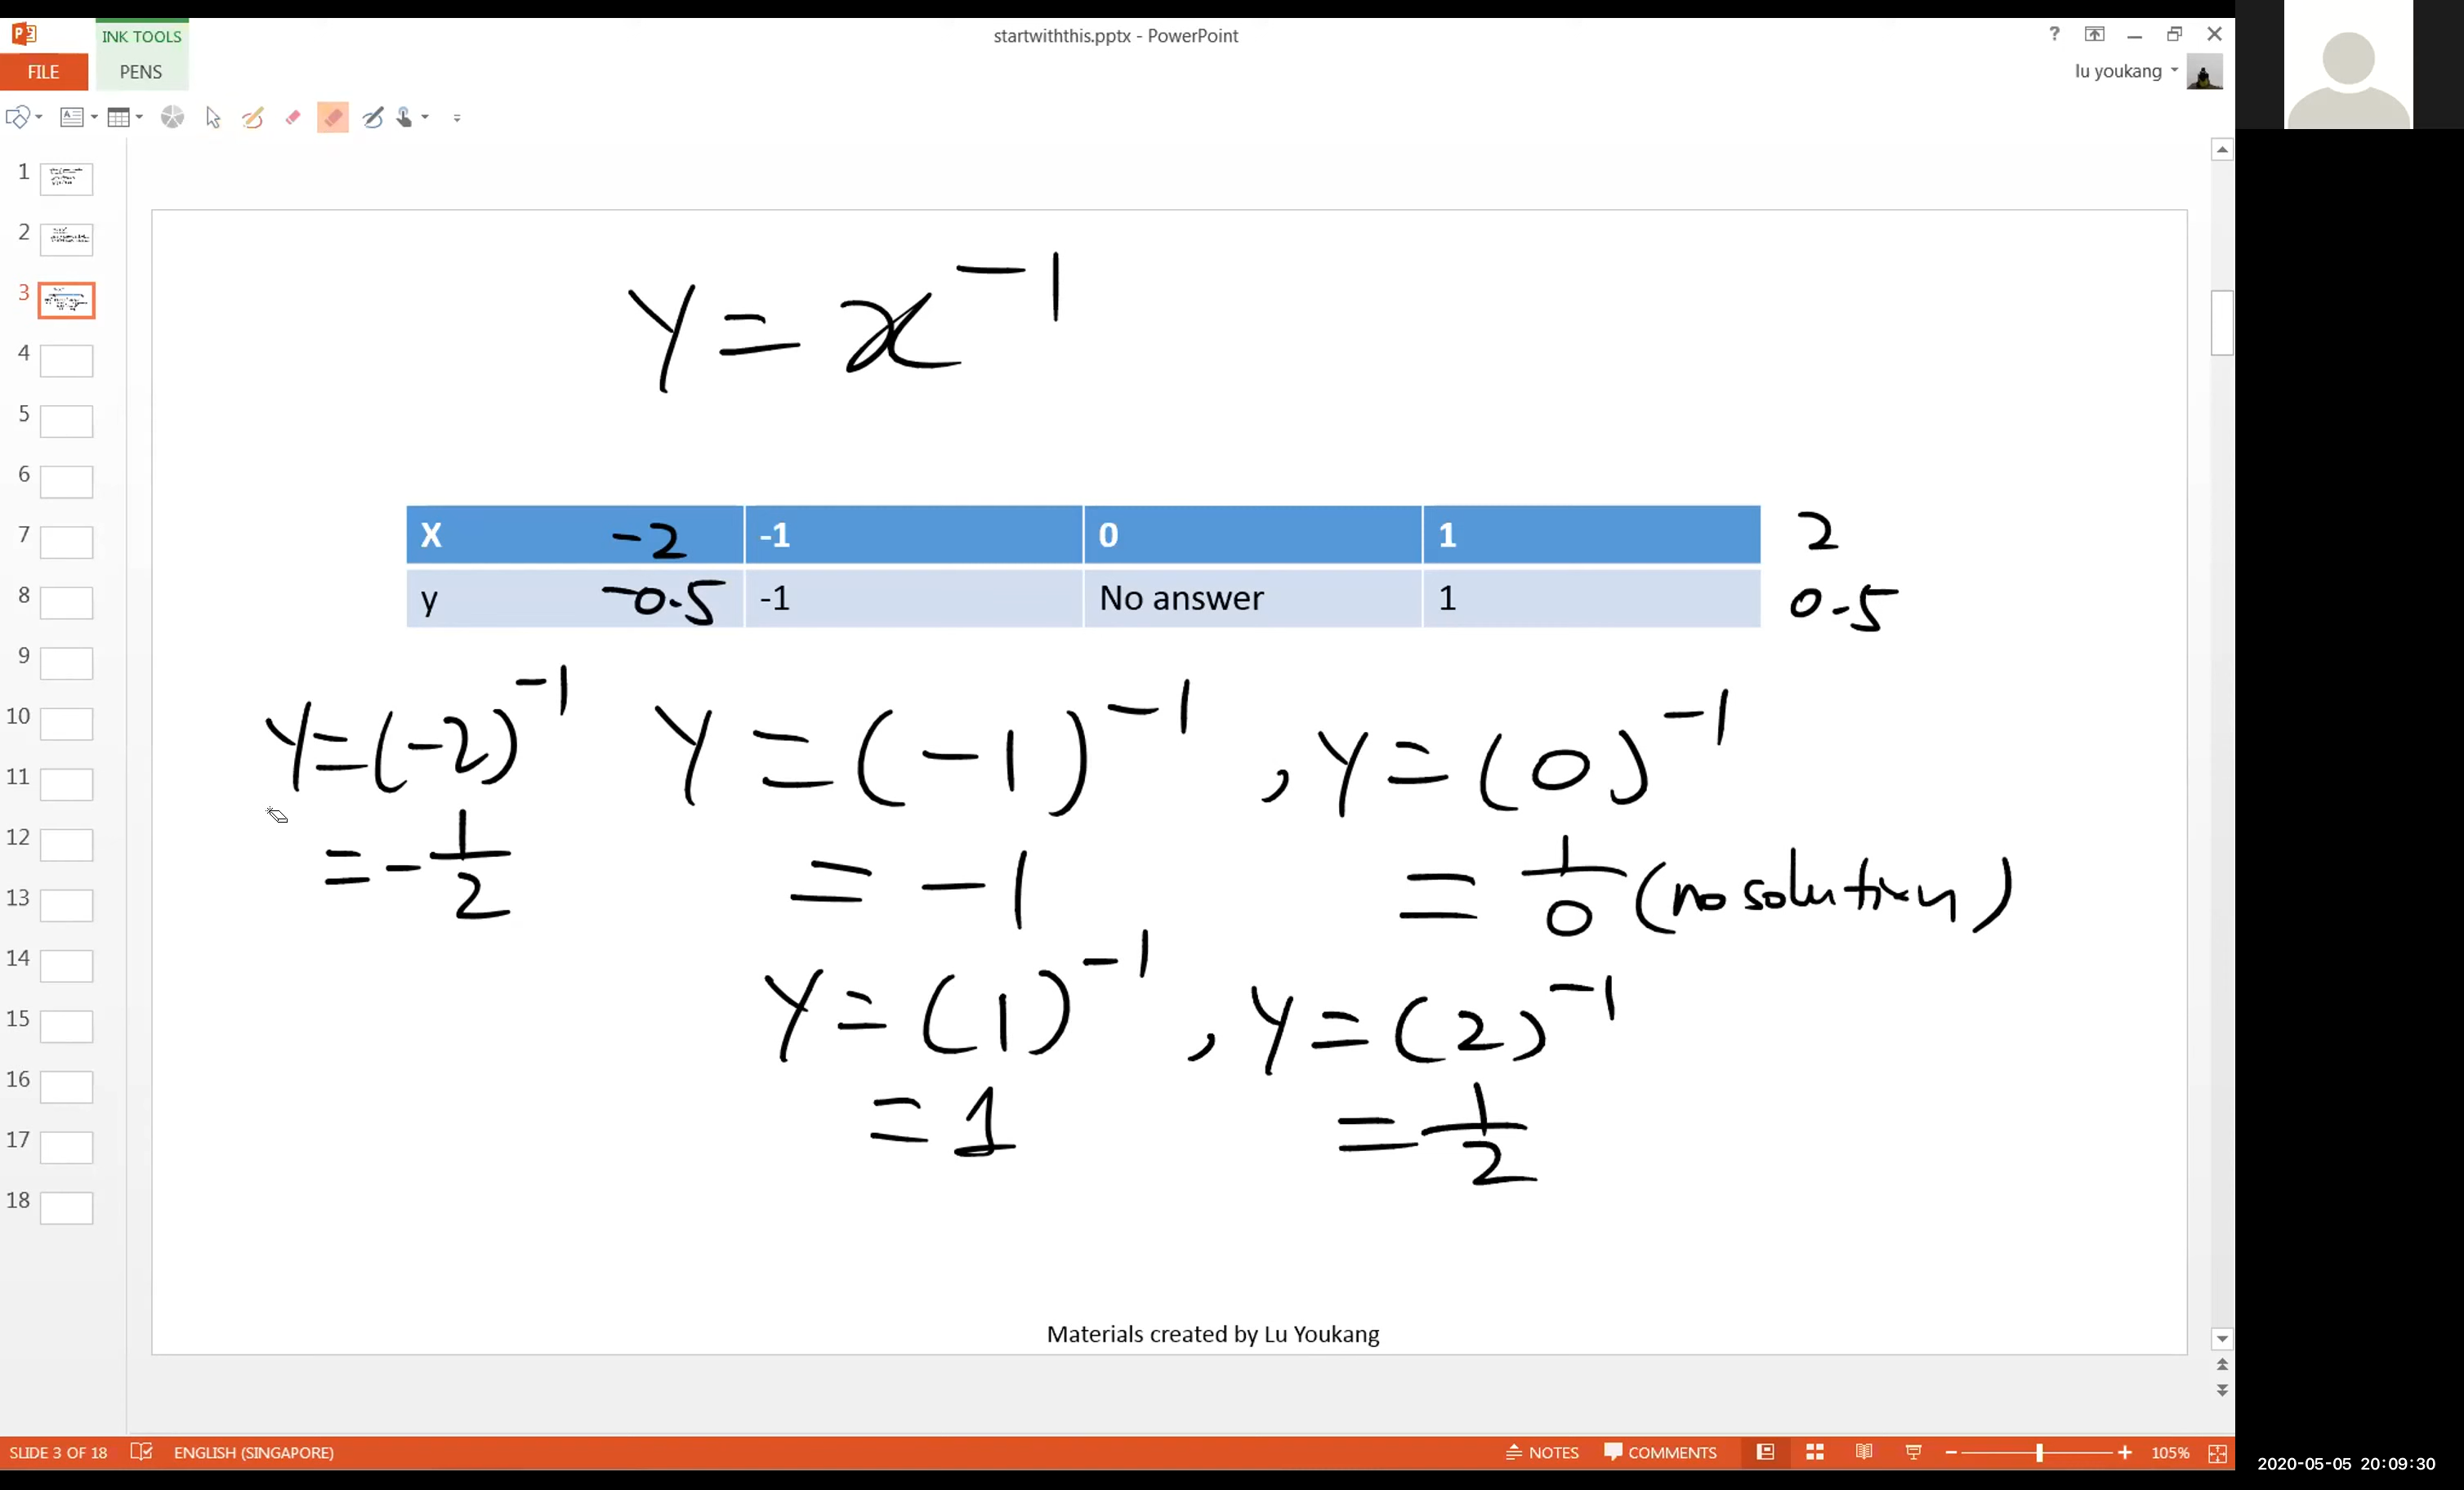 INK TOOLS
startwiththis.pptx - PowerPoint
?
FILE
PENS
lu youkang
1
2
3
4
5
6
7
8
9
10
11
12
13
14
15
16
17
18
Y = x⁻¹
X -2 -1 0 1 2
y -0.5 -1 No answer 1 0.5
Y=(-2)⁻¹ Y = (-1)⁻¹ , Y = (0)⁻¹
= -1/2 = -1 = 1/0 (no solution)
Y = (1)⁻¹ , Y = (2)⁻¹
= 1 = 1/2
Materials created by Lu Youkang
SLIDE 3 OF 18 ENGLISH (SINGAPORE) NOTES COMMENTS 105%
2020-05-05 20:09:30